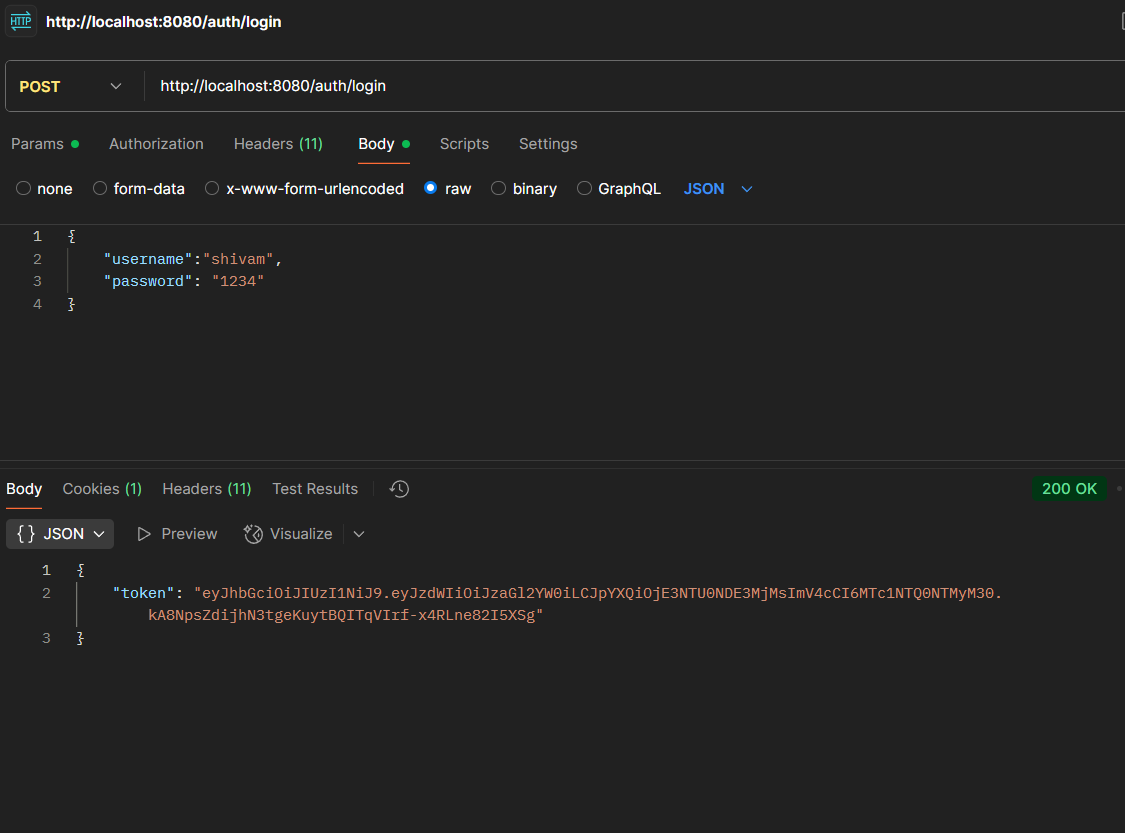 HTTP http://localhost:8080/auth/login
POST http://localhost:8080/auth/login
Params Authorization Headers (11) Body Scripts Settings
none form-data x-www-form-urlencoded raw binary GraphQL JSON
1 {
2 "username":"shivam",
3 "password": "1234"
4 }
Body Cookies (1) Headers (11) Test Results 200 OK
{} JSON Preview Visualize
1 {
2 "token": "eyJhbGciOiJIUzI1NiJ9.eyJzdWIiOiJzaGl2YW0iLCJpYXQiOjE3NTU0NDE3MjMsImV4cCI6MTc1NTQ0NTMyM30.
kA8NpsZdijhN3tgeKuytBQITqVIrf-x4RLne82I5XSg"
3 }